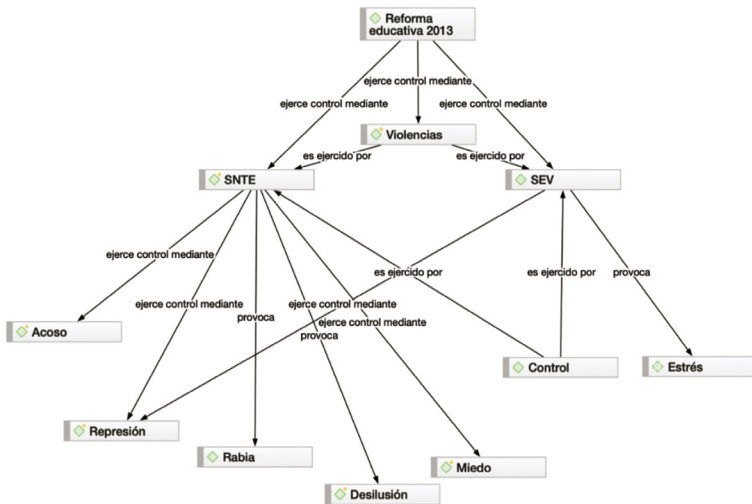 Reforma
educativa 2013
ejerce control mediante
ejerce control mediante
ejerce control mediante
Violencias
es ejercido por
es ejercido por
SNTE
SEV
ejerce control mediante
es ejercido por
es ejercido por
provoca
ejerce control mediante
ejerce control mediante
provoca
ejerce control mediante
provoca
Acoso
Control
Estrés
Represión
Rabia
Miedo
Desilusión